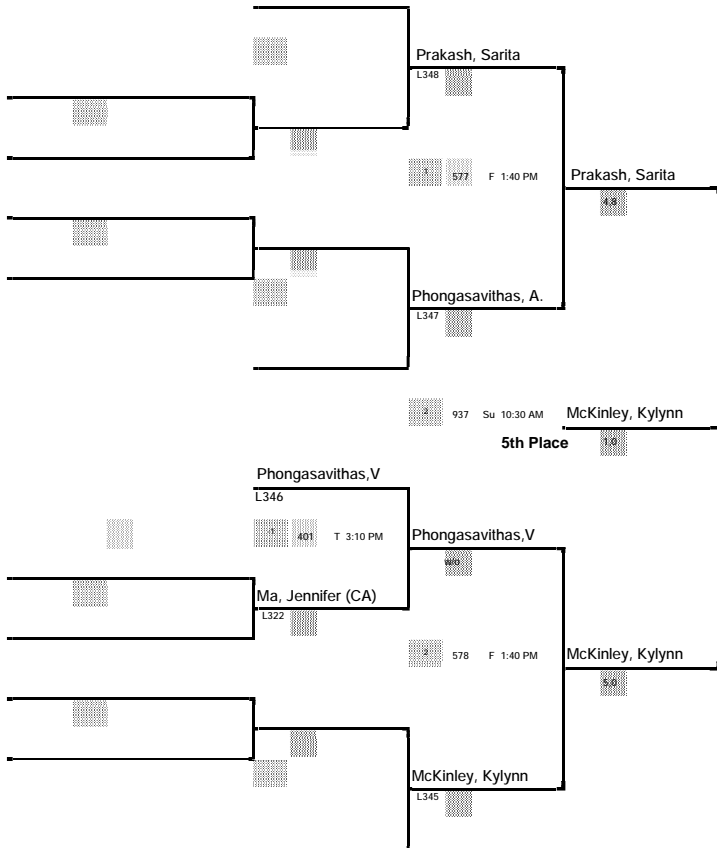 Prakash, Sarita
L348
1 577 F 1:40 PM
Prakash, Sarita
4.8
Phongasavithas, A.
L347
2 937 Su 10:30 AM
McKinley, Kylynn
5th Place
1.0
Phongasavithas,V
L346
401 T 3:10 PM
Phongasavithas,V
w/o
Ma, Jennifer (CA)
L322
2 578 F 1:40 PM
McKinley, Kylynn
5.0
McKinley, Kylynn
L345